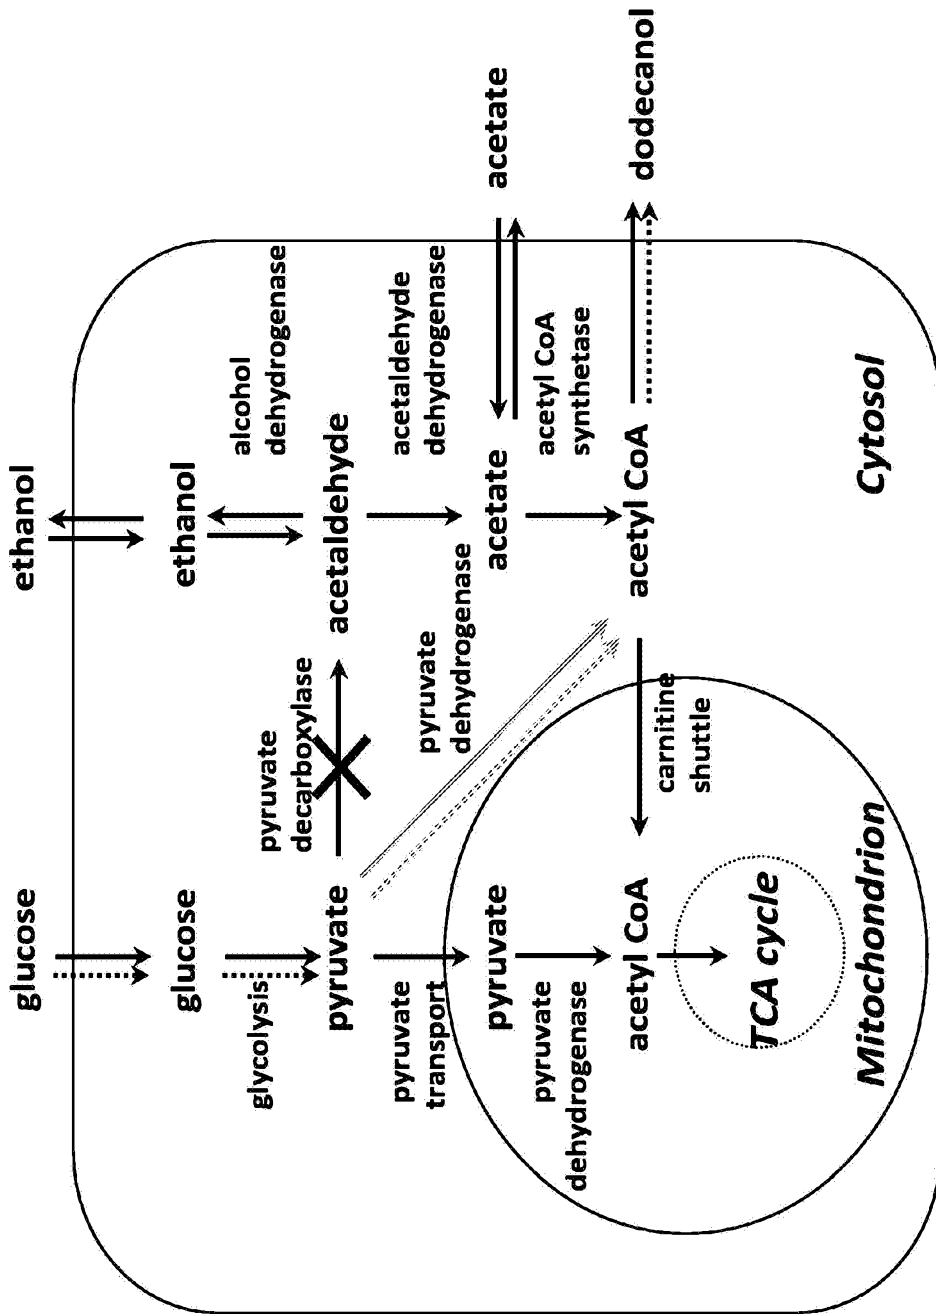 glucose
ethanol
glucose
ethanol
glycolysis
pyruvate
decarboxylase
alcohol
dehydrogenase
pyruvate
acetaldehyde
pyruvate
transport
pyruvate
dehydrogenase
acetaldehyde
dehydrogenase
pyruvate
acetate
acetate
pyruvate
dehydrogenase
acetyl CoA
synthetase
acetyl CoA
acetyl CoA
dodecanol
carnitine
shuttle
TCA cycle
Mitochondrion
Cytosol